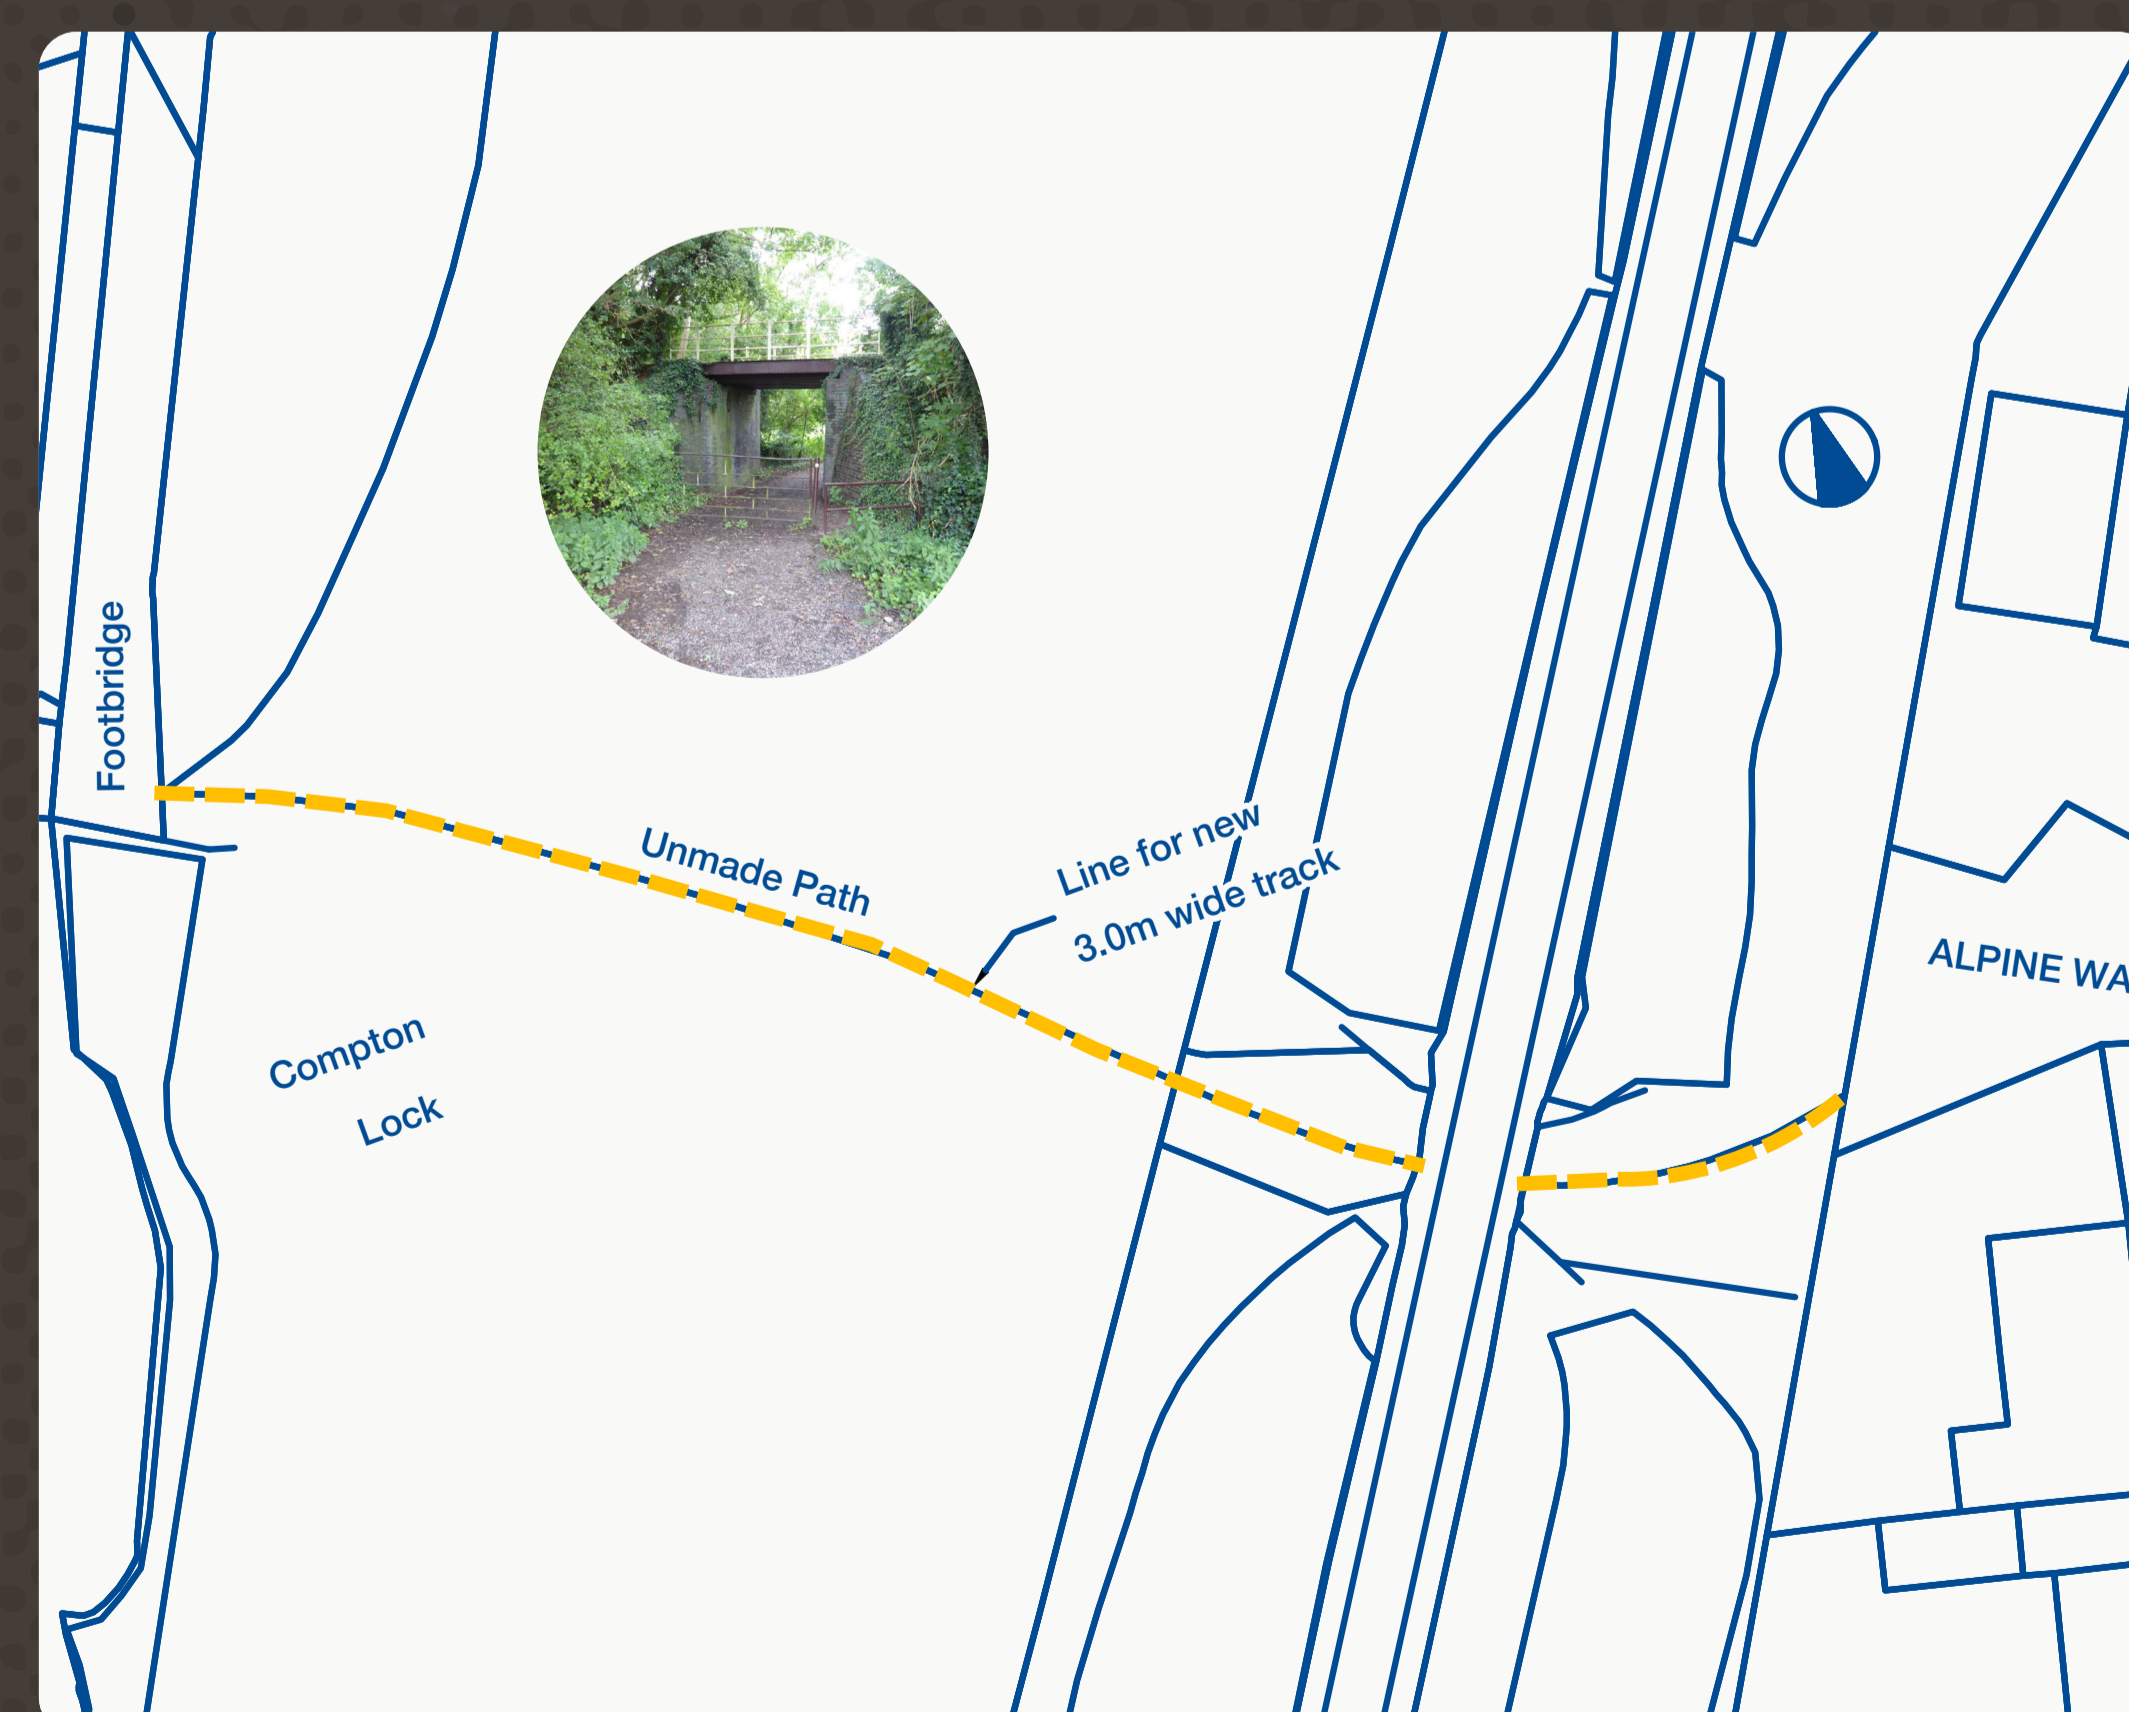 Footbridge
Unmade Path
Line for new
3.0m wide track
ALPINE WA
Compton
Lock